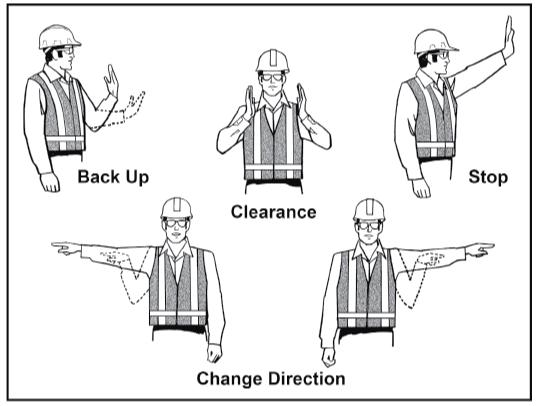 Back Up
Clearance
Stop
Change Direction